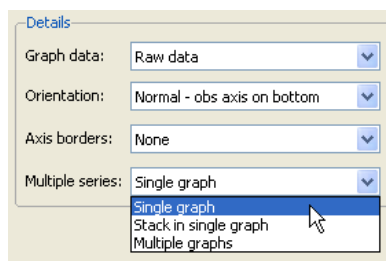 Details
Graph data: Raw data
Orientation: Normal - obs axis on bottom
Axis borders: None
Multiple series: Single graph
Single graph
Stack in single graph
Multiple graphs